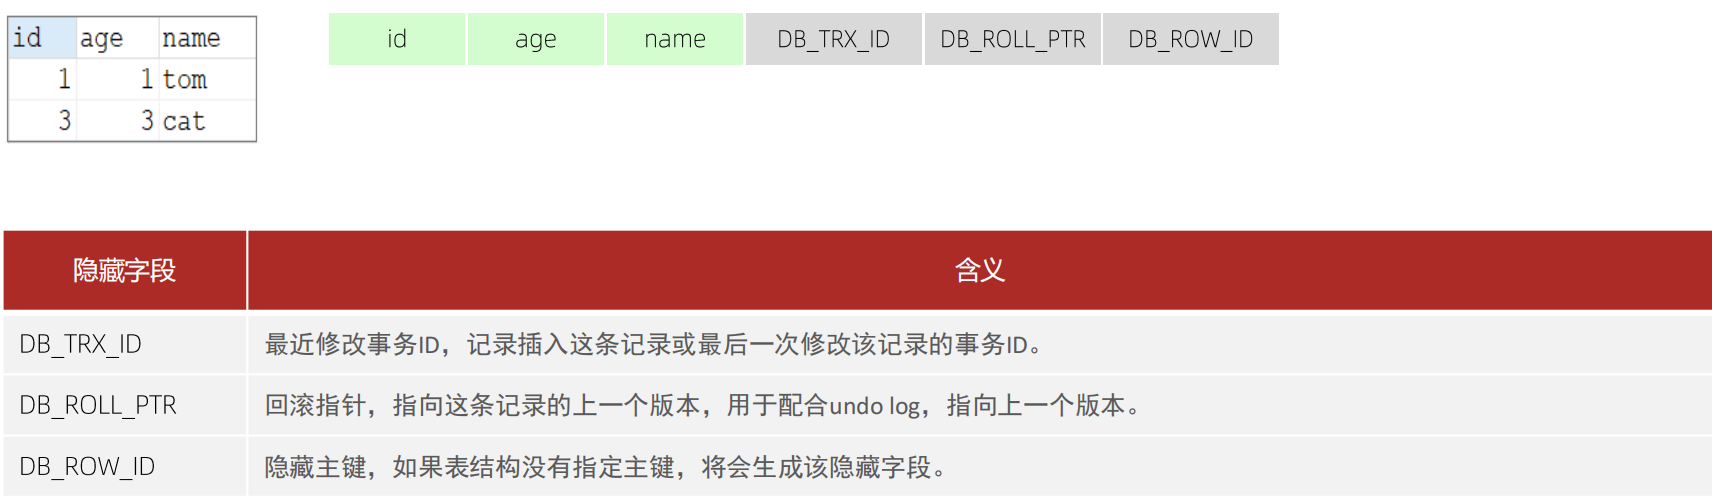 id age name
1 1 tom
3 3 cat
id age name DB_TRX_ID DB_ROLL_PTR DB_ROW_ID
隐藏字段 含义
DB_TRX_ID 最近修改事务ID，记录插入这条记录或最后一次修改该记录的事务ID。
DB_ROLL_PTR 回滚指针，指向这条记录的上一个版本，用于配合undo log，指向上一个版本。
DB_ROW_ID 隐藏主键，如果表结构没有指定主键，将会生成该隐藏字段。